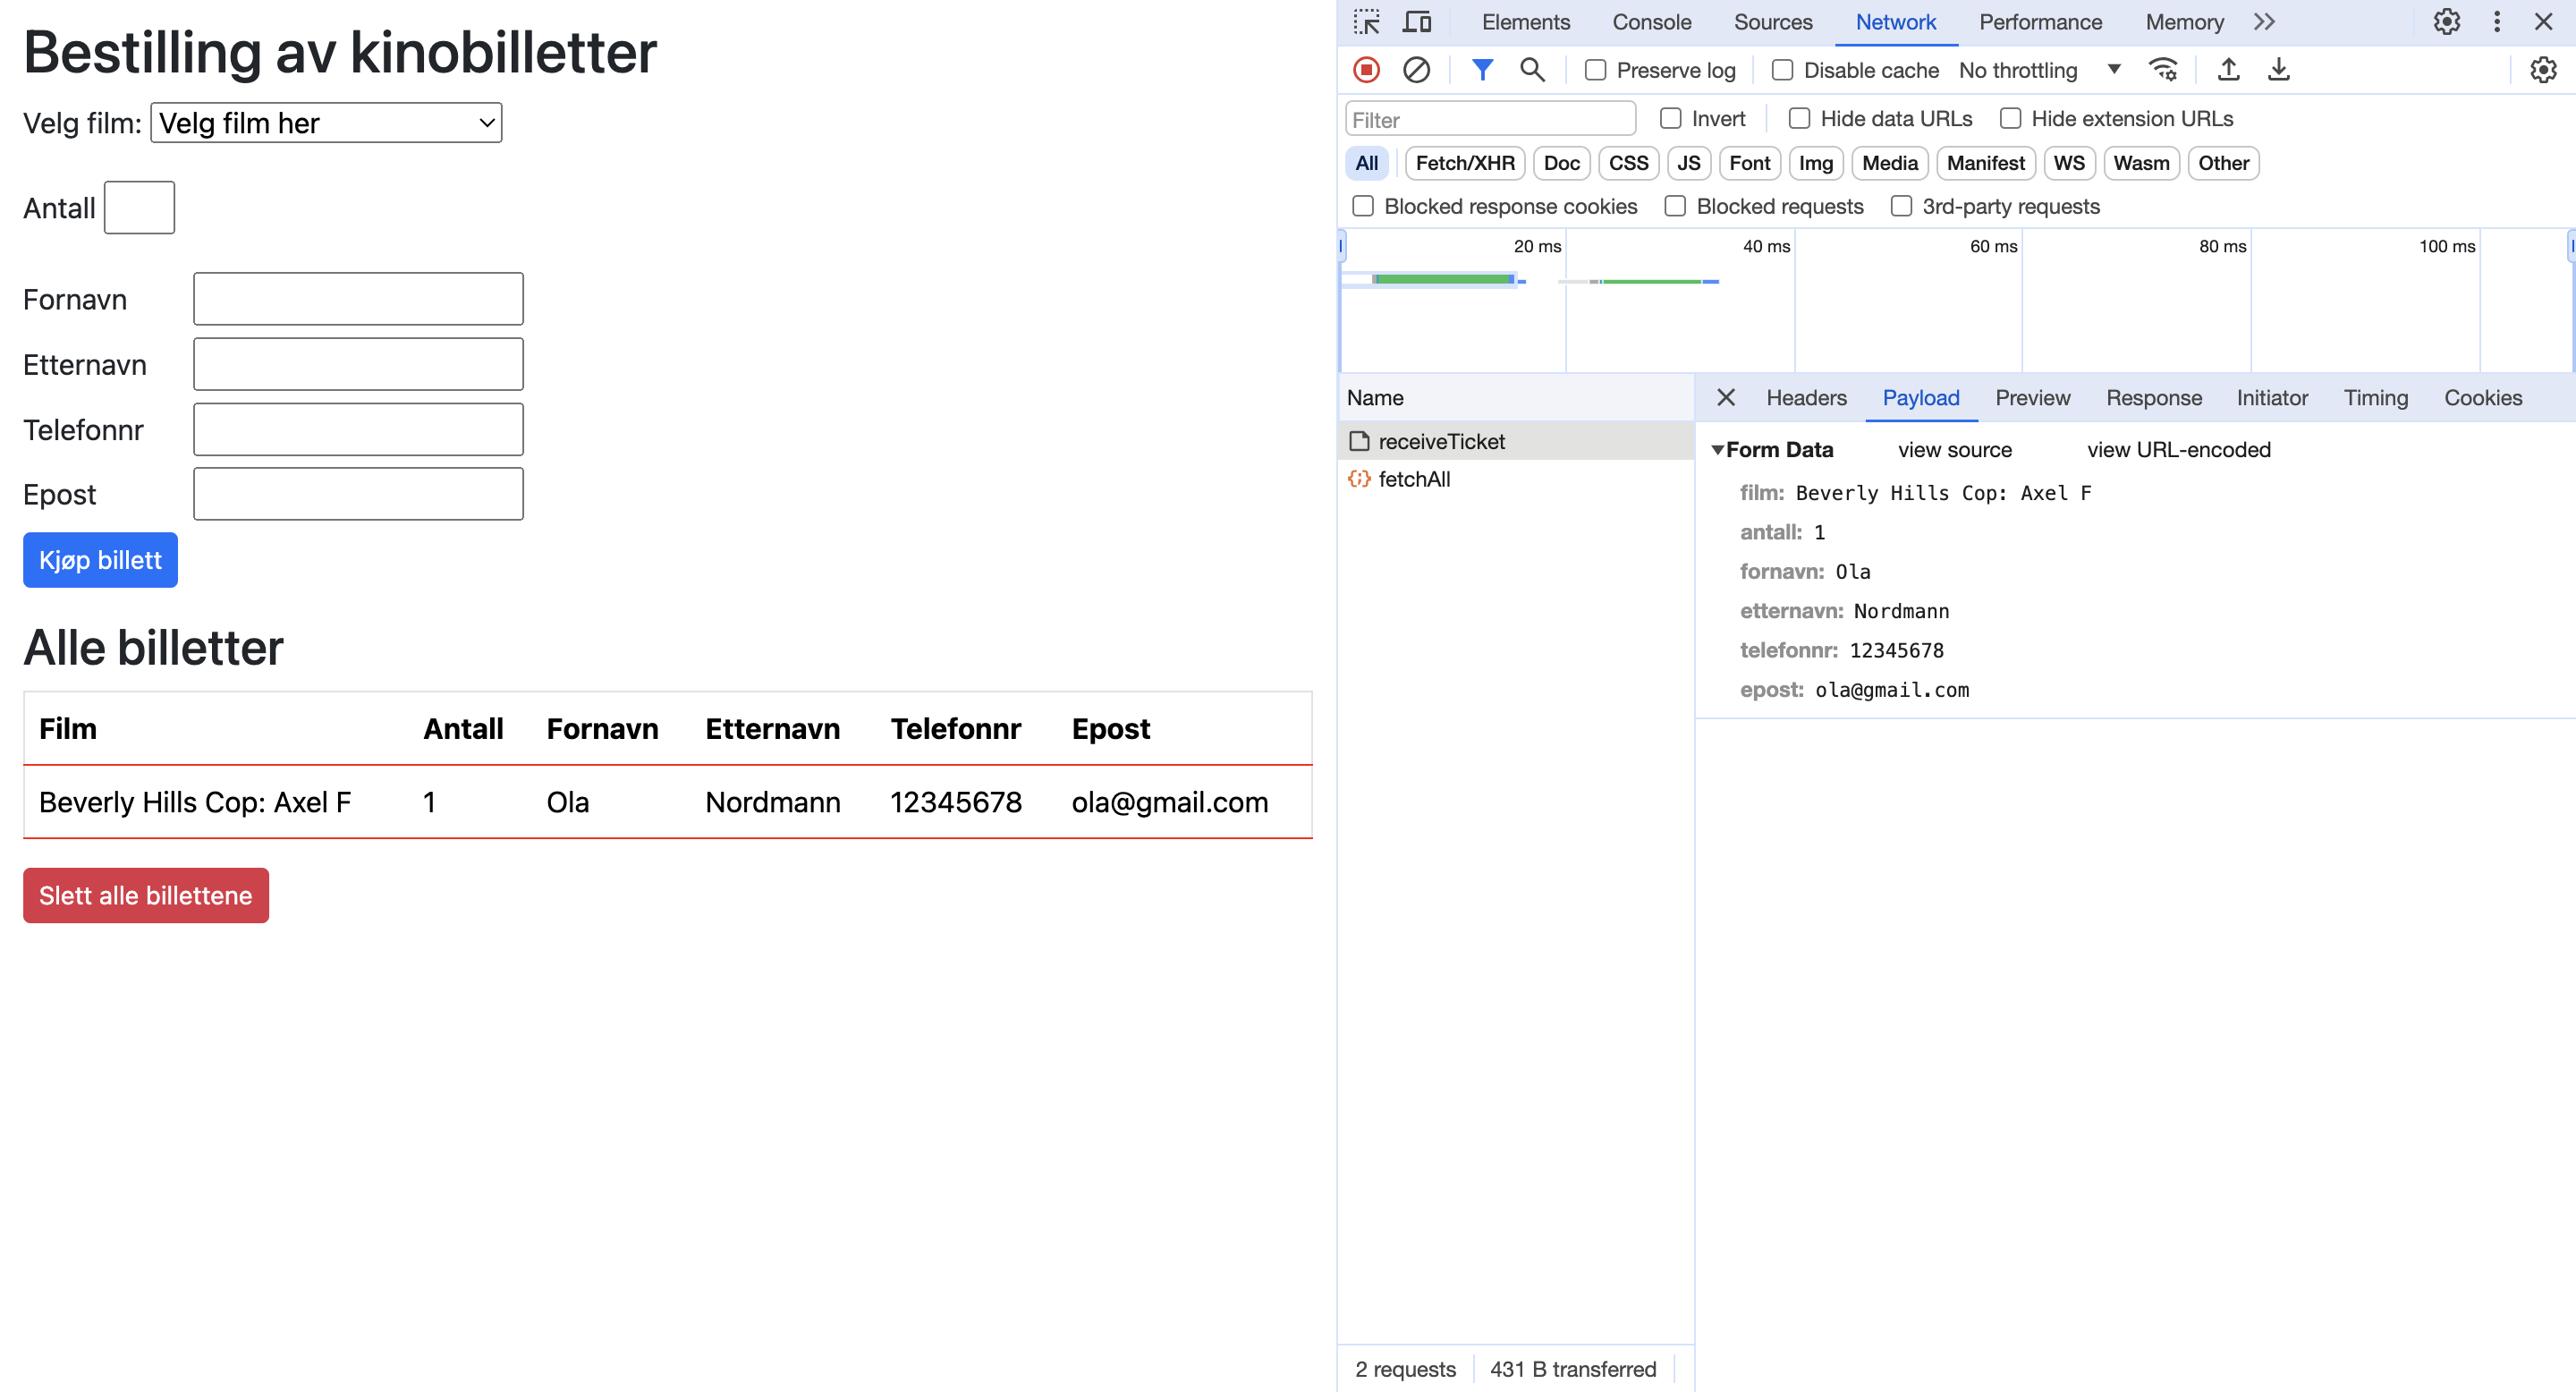 Bestilling av kinobilletter
Velg film: Velg film her
Antall
Fornavn
Etternavn
Telefonnr
Epost
Kjøp billett
Alle billetter
Film Antall Fornavn Etternavn Telefonnr Epost
Beverly Hills Cop: Axel F 1 Ola Nordmann 12345678 ola@gmail.com
Slett alle billettene
Elements Console Sources Network Performance Memory
Preserve log Disable cache No throttling
Filter Invert Hide data URLs Hide extension URLs
All Fetch/XHR Doc CSS JS Font Img Media Manifest WS Wasm Other
Blocked response cookies Blocked requests 3rd-party requests
20 ms 40 ms 60 ms 80 ms 100 ms
Name
receiveTicket
fetchAll
Headers Payload Preview Response Initiator Timing Cookies
Form Data view source view URL-encoded
film: Beverly Hills Cop: Axel F
antall: 1
fornavn: Ola
etternavn: Nordmann
telefonnr: 12345678
epost: ola@gmail.com
2 requests 431 B transferred